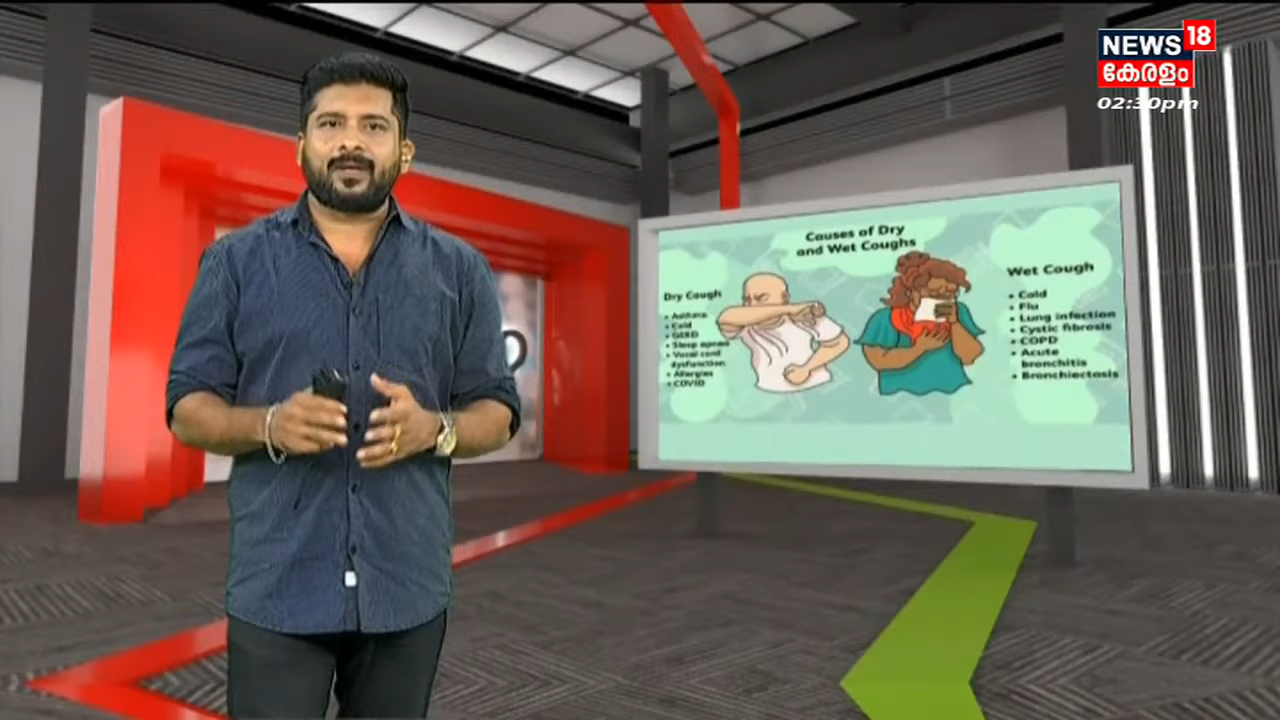 NEWS 18
കേരളം
02:30pm
Causes of Dry
and Wet Coughs
Dry Cough
• Asthma
• Cold
• GERD
• Sleep apnea
• Vocal cord
dysfunction
• Allergies
• COVID
Wet Cough
• Cold
• Flu
• Lung infection
• Cystic fibrosis
• COPD
• Acute
bronchitis
• Bronchiectasis